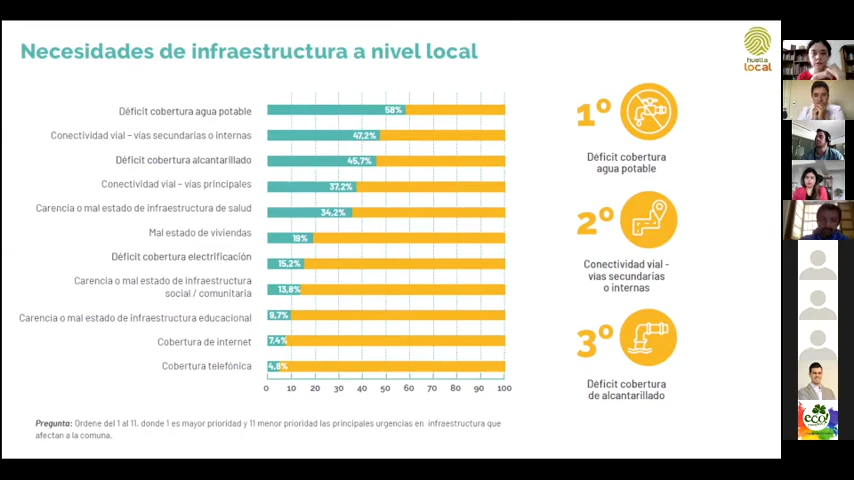 Necesidades de infraestructura a nivel local
huella
local
Déficit cobertura agua potable
58%
Conectividad vial – vías secundarias o internas
47,2%
Déficit cobertura alcantarillado
45,7%
Conectividad vial – vías principales
37,2%
Carencia o mal estado de infraestructura de salud
34,2%
Mal estado de viviendas
19%
Déficit cobertura electrificación
15,2%
Carencia o mal estado de infraestructura
social / comunitaria
13,8%
Carencia o mal estado de infraestructura educacional
9,7%
Cobertura de internet
7,4%
Cobertura telefónica
4,8%
0 10 20 30 40 50 60 70 80 90 100
1º
Déficit cobertura
agua potable
2º
Conectividad vial -
vías secundarias
o internas
3º
Déficit cobertura
de alcantarillado
Pregunta: Ordene del 1 al 11, donde 1 es mayor prioridad y 11 menor prioridad las principales urgencias en infraestructura que
afectan a la comuna.
eco!